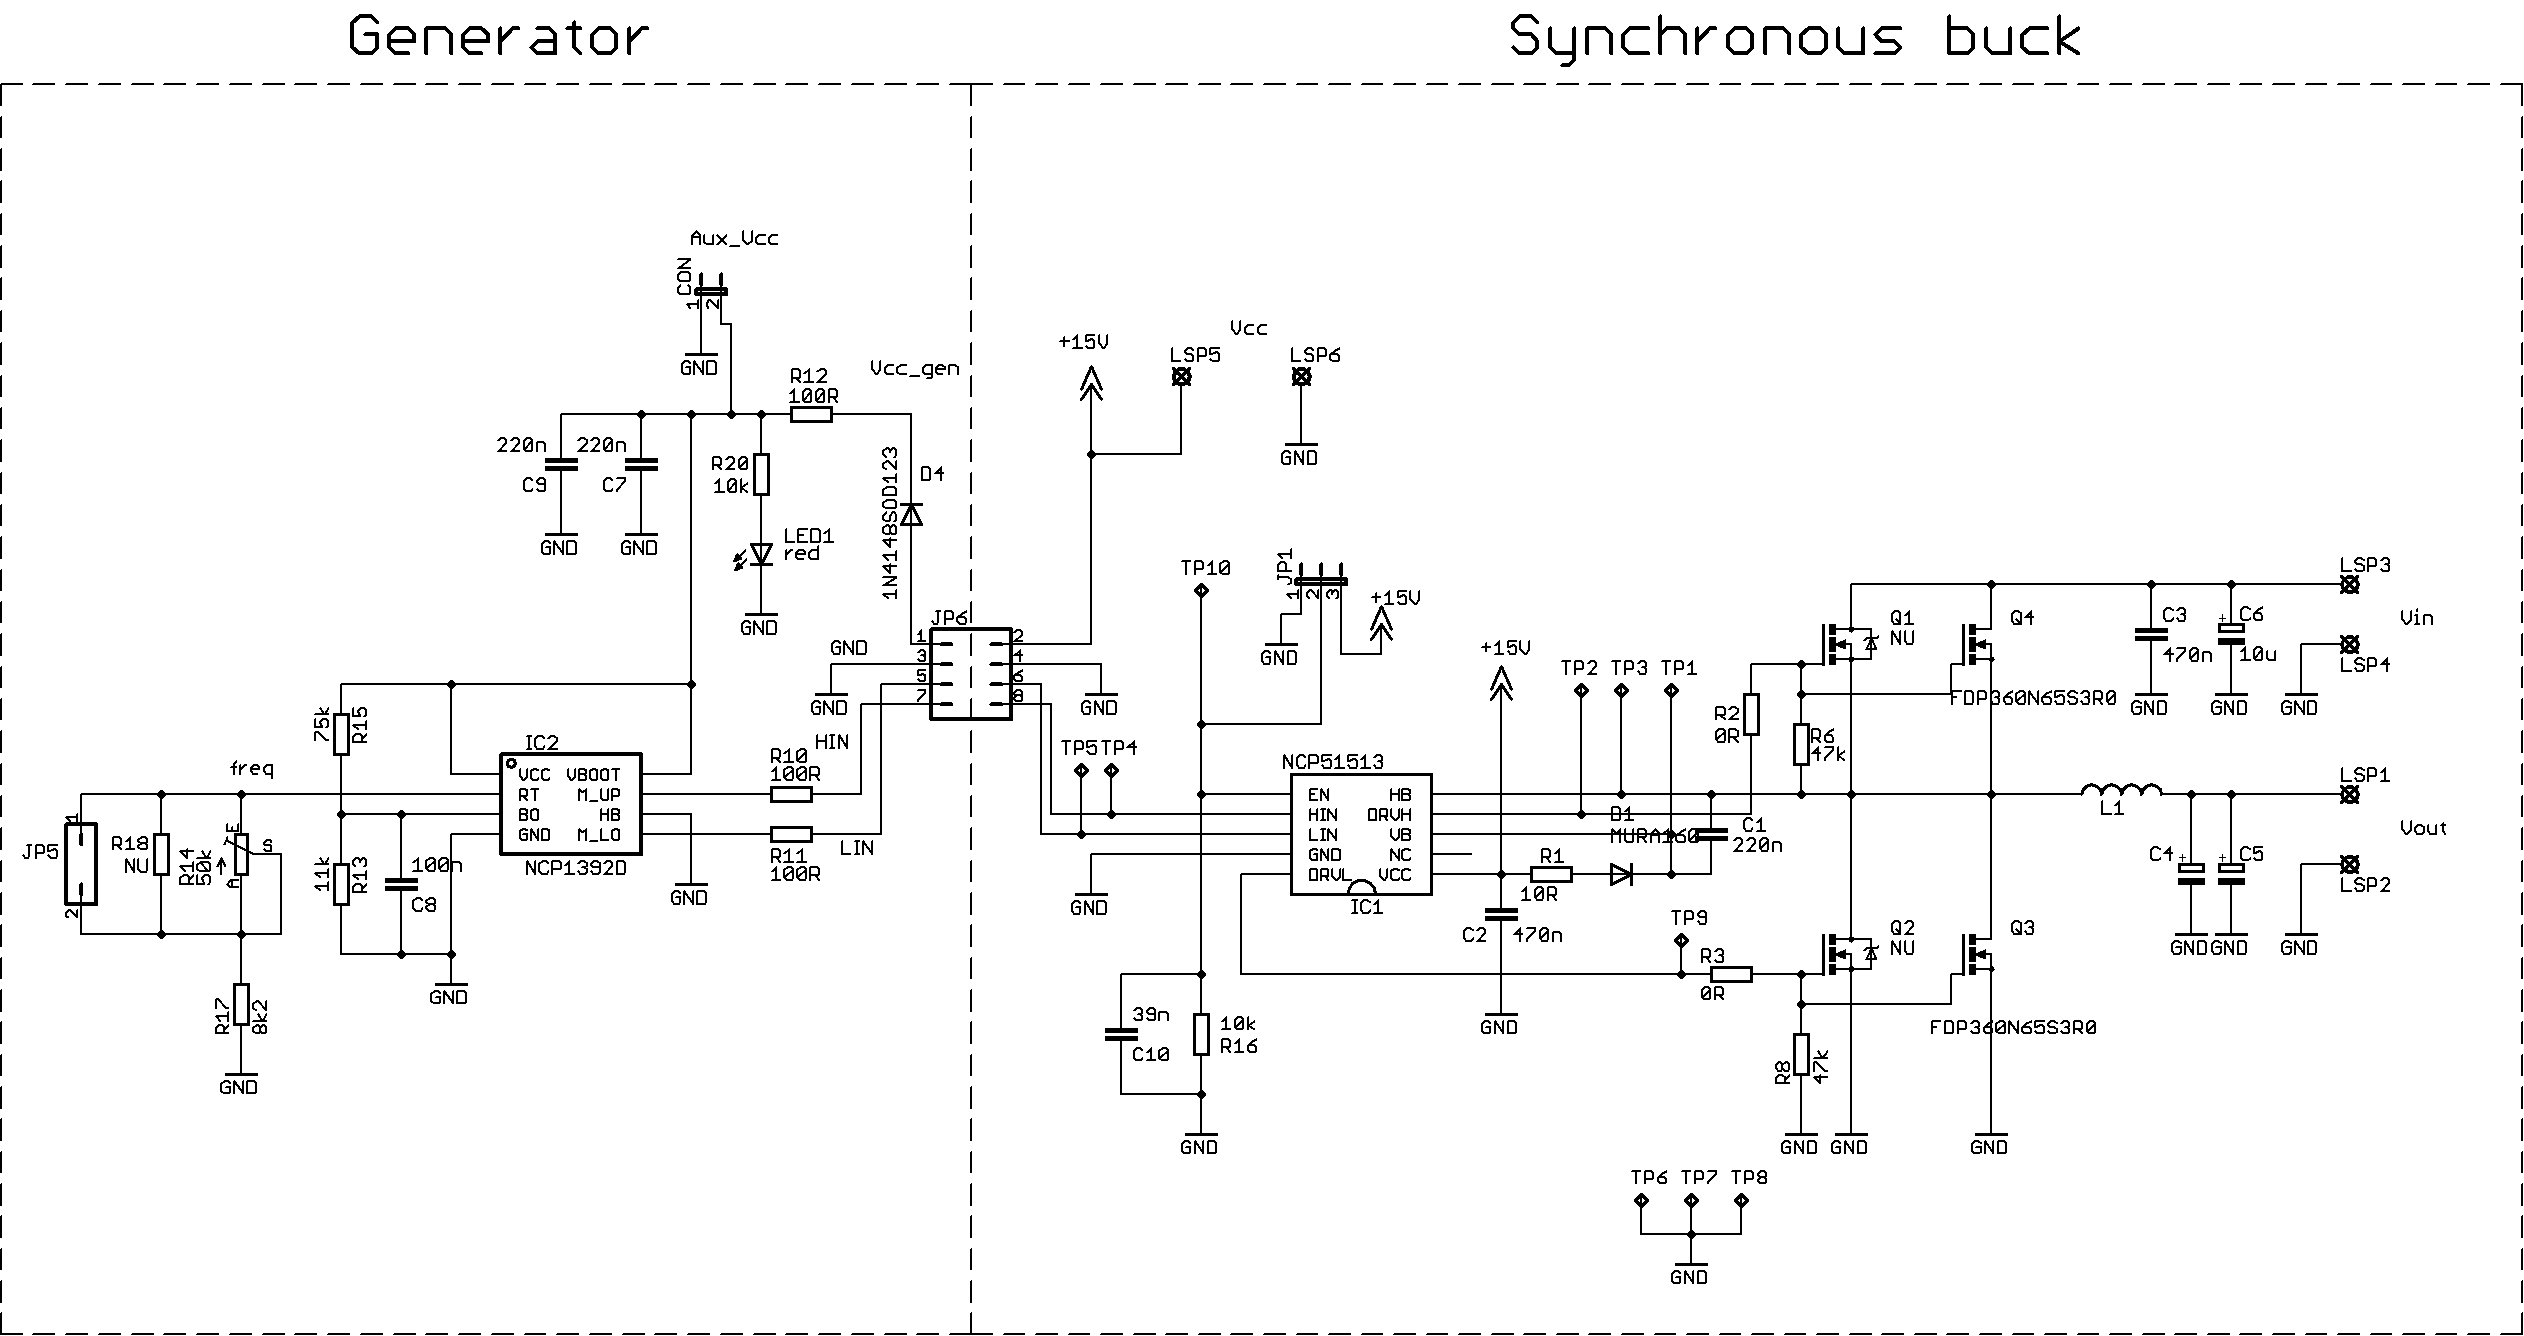 Generator
Synchronous buck
Aux_Vcc
CON
1
2
GND
Vcc_gen
R12
100R
220n
C9
GND
220n
C7
GND
R20
10k
LED1
red
GND
1N4148SOD123
D4
JP6
1
2
3
4
5
6
7
8
GND
GND
GND
HIN
LIN
75k
R15
IC2
VCC
VBOOT
RT
M_UP
BO
HB
GND
M_LO
NCP1392D
R10
100R
R11
100R
GND
freq
JP5
1
2
R18
NU
R14
50k
E
S
A
11k
R13
100n
C8
GND
R17
8k2
GND
+15V
Vcc
LSP5
LSP6
GND
TP10
JP1
1
2
3
GND
+15V
TP5
TP4
NCP51513
EN
HB
HIN
DRVH
LIN
VB
GND
NC
DRVL
VCC
IC1
GND
+15V
TP2
TP3
TP1
D1
MURA160
R1
10R
C1
220n
C2
470n
GND
TP9
R3
0R
R2
0R
R6
47k
Q1
NU
Q4
FDP360N65S3R0
C3
470n
GND
+
C6
10u
GND
LSP3
Vin
LSP4
GND
L1
LSP1
Vout
LSP2
C4
+
GND
+
C5
GND
GND
Q2
NU
Q3
FDP360N65S3R0
R8
47k
GND
GND
GND
39n
C10
10k
R16
GND
TP6
TP7
TP8
GND